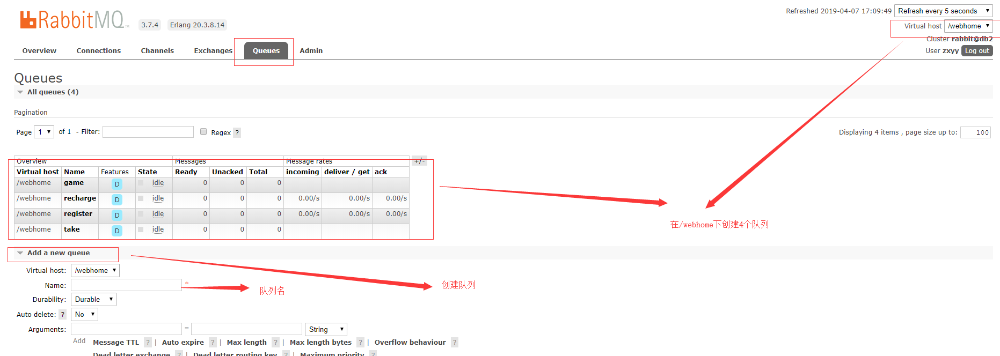 RabbitMQ™ 3.7.4 Erlang 20.3.8.14
Refreshed 2019-04-07 17:09:49 Refresh every 5 seconds
Virtual host /webhome
Cluster rabbit@db2
User zxyy Log out
Overview Connections Channels Exchanges Queues Admin
Queues
All queues (4)
Pagination
Page 1 of 1 - Filter: Regex ?
Displaying 4 items , page size up to: 100
Overview Messages Message rates +/-
Virtual host Name Features State Ready Unacked Total incoming deliver / get ack
/webhome game D idle 0 0 0
/webhome recharge D idle 0 0 0 0.00/s 0.00/s 0.00/s
/webhome register D idle 0 0 0 0.00/s 0.00/s 0.00/s
/webhome take D idle 0 0 0
在/webhome下创建4个队列
Add a new queue
Virtual host: /webhome
Name: *
队列名
创建队列
Durability: Durable
Auto delete: ? No
Arguments: = String
Add Message TTL ? | Auto expire ? | Max length ? | Max length bytes ? | Overflow behaviour ?
Dead letter exchange ? | Dead letter routing key ? | Maximum priority ?